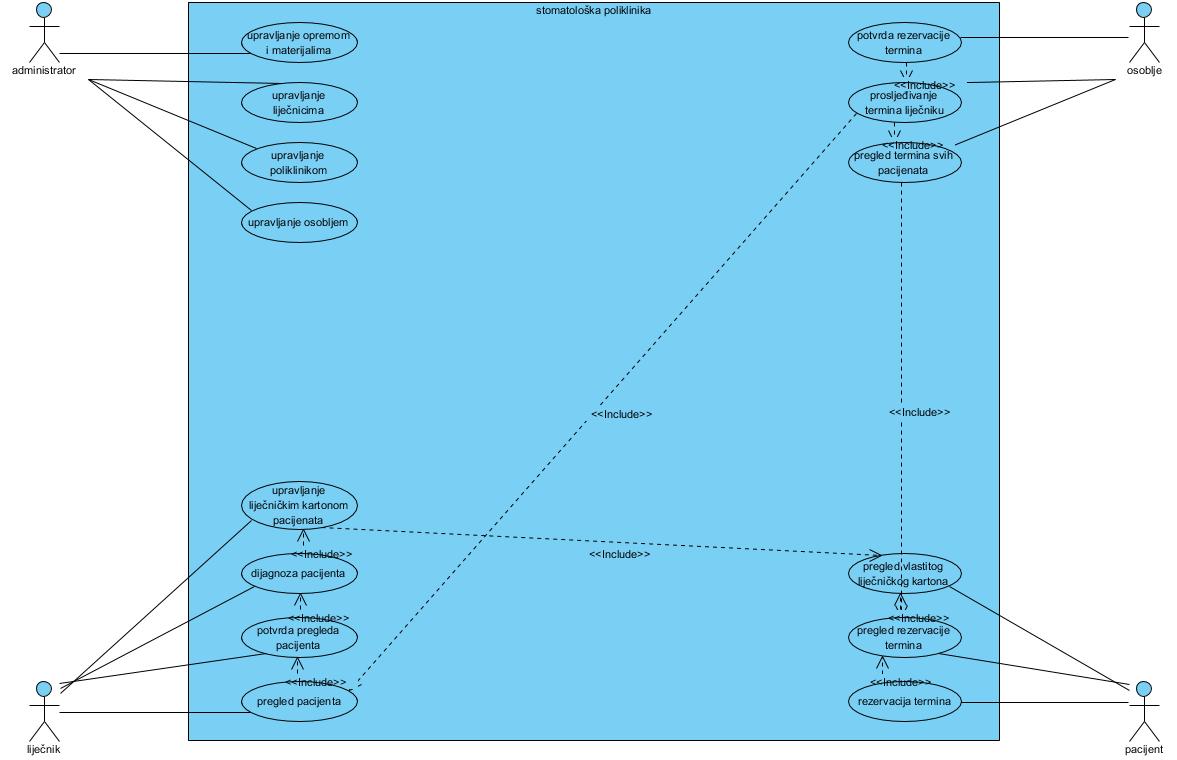 stomatološka poliklinika
administrator
osoblje
upravljanje opremom
i materijalima
upravljanje
liječnicima
upravljanje
poliklinikom
upravljanje osobljem
potvrda rezervacije
termina
<<Include>>
prosljeđivanje
termina liječniku
<<Include>>
pregled termina svih
pacijenata
<<Include>>
<<Include>>
upravljanje
liječničkim kartonom
pacijenata
<<Include>>
<<Include>>
dijagnoza pacijenta
<<Include>>
potvrda pregleda
pacijenta
<<Include>>
pregled pacijenta
pregled vlastitog
liječničkog kartona
<<Include>>
pregled rezervacije
termina
<<Include>>
rezervacija termina
liječnik
pacijent